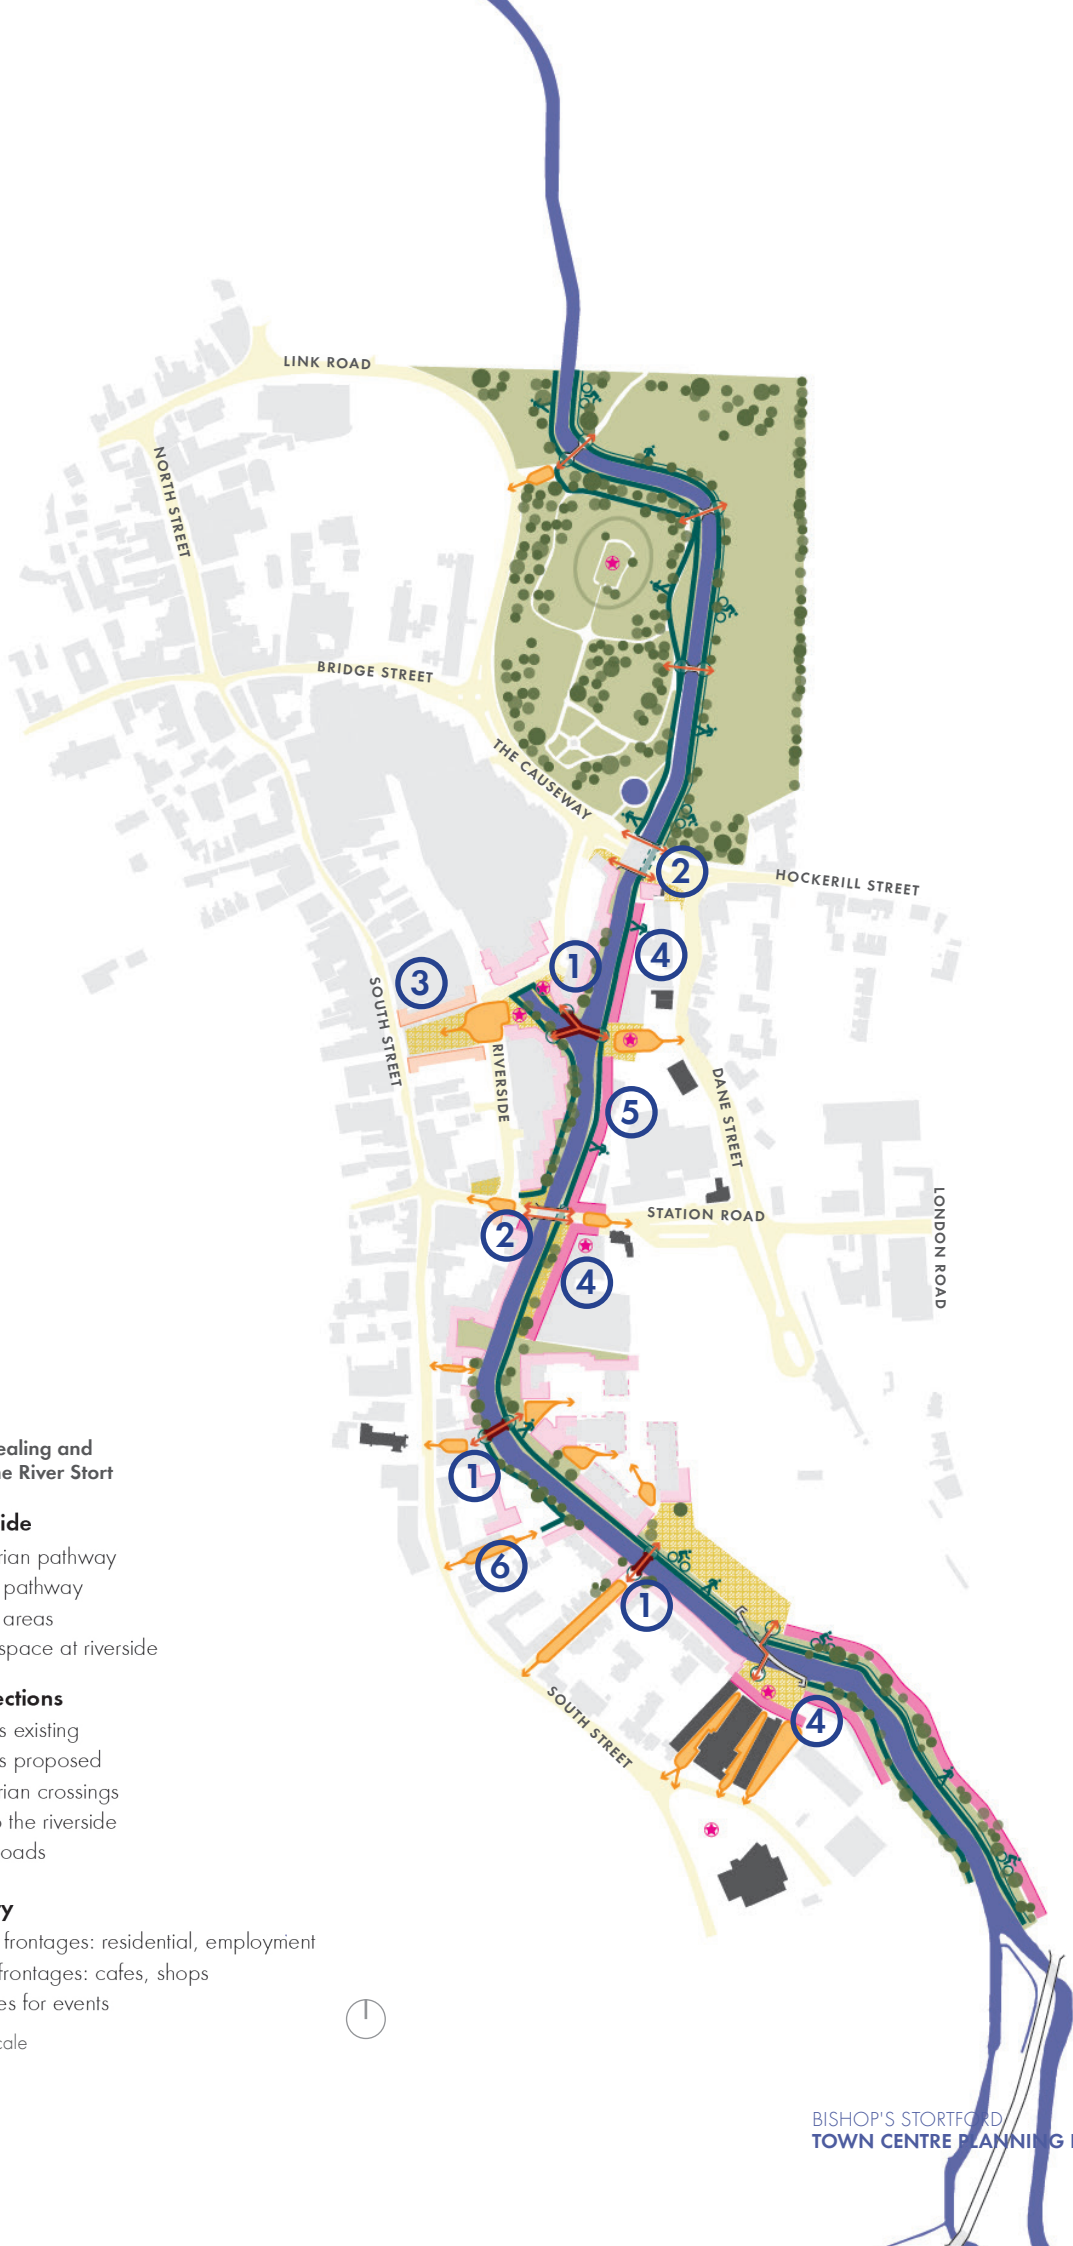 LINK ROAD
NORTH STREET
BRIDGE STREET
THE CAUSEWAY
2
HOCKERILL STREET
1
4
3
SOUTH STREET
RIVERSIDE
DANE STREET
5
STATION ROAD
LONDON ROAD
2
4
1
6
1
SOUTH STREET
4
ealing and
e River Stort
ide
rian pathway
pathway
areas
space at riverside
ections
s existing
s proposed
rian crossings
o the riverside
oads
y
frontages: residential, employment
frontages: cafes, shops
es for events
cale
BISHOP'S STORTFORD
TOWN CENTRE PLANNING